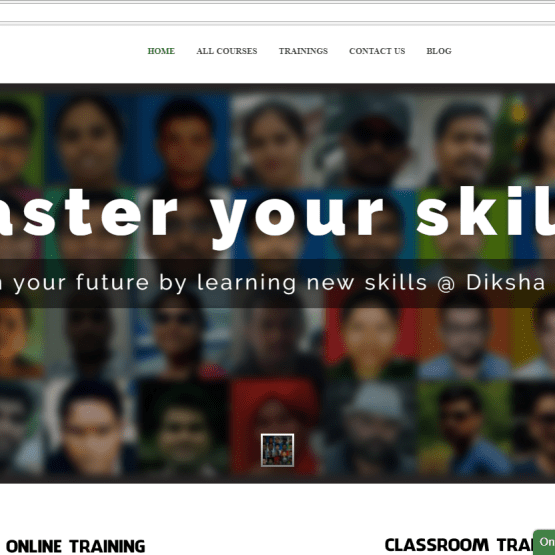 HOME ALL COURSES TRAININGS CONTACT US BLOG
aster your skil
your future by learning new skills @ Diksha
ONLINE TRAINING CLASSROOM TRA
On